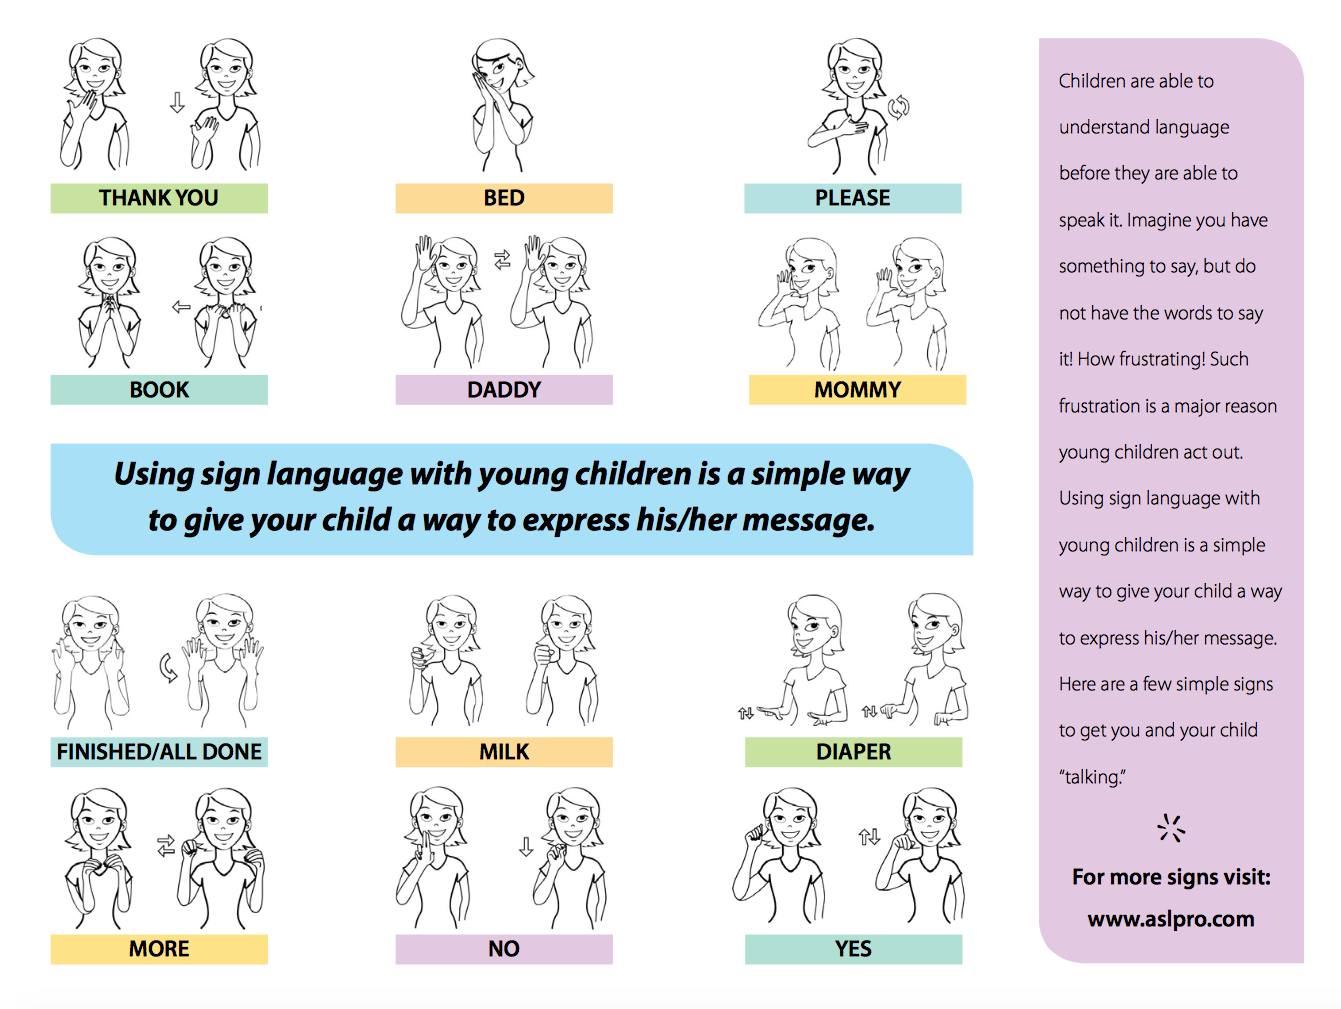 THANK YOU
BED
PLEASE
BOOK
DADDY
MOMMY
Using sign language with young children is a simple way
to give your child a way to express his/her message.
FINISHED/ALL DONE
MILK
DIAPER
MORE
NO
YES
Children are able to
understand language
before they are able to
speak it. Imagine you have
something to say, but do
not have the words to say
it! How frustrating! Such
frustration is a major reason
young children act out.
Using sign language with
young children is a simple
way to give your child a way
to express his/her message.
Here are a few simple signs
to get you and your child
“talking.”
For more signs visit:
www.aslpro.com